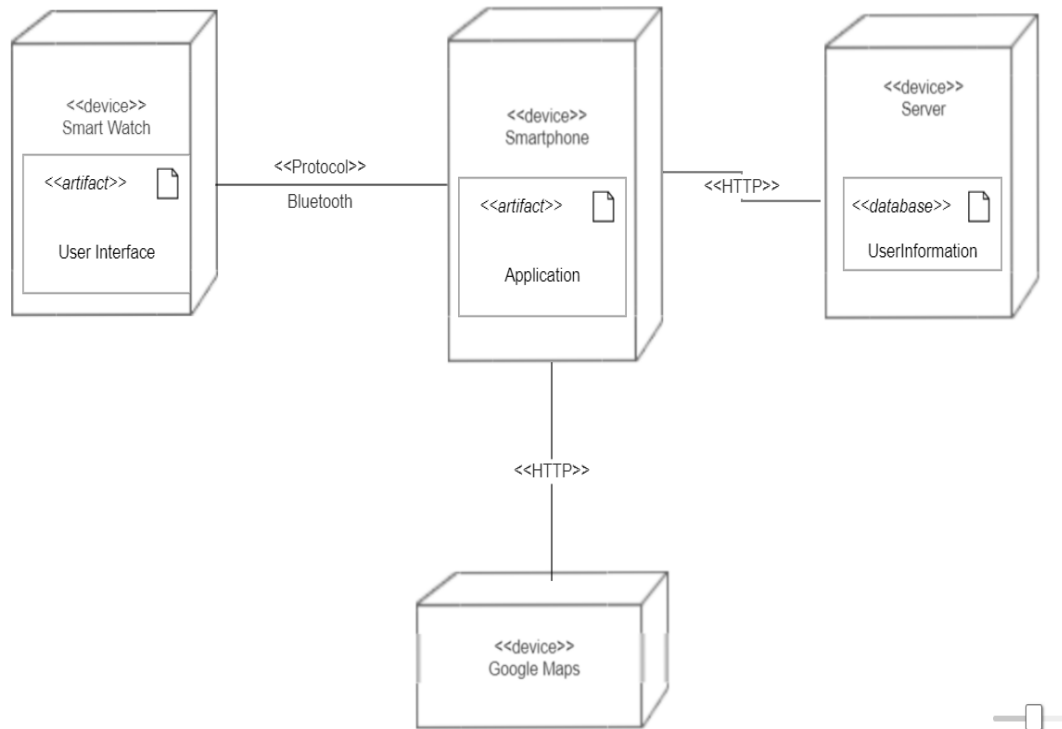 <<device>>
Smart Watch
<<artifact>>
User Interface
<<Protocol>>
Bluetooth
<<device>>
Smartphone
<<artifact>>
Application
<<HTTP>>
<<device>>
Server
<<database>>
UserInformation
<<HTTP>>
<<device>>
Google Maps